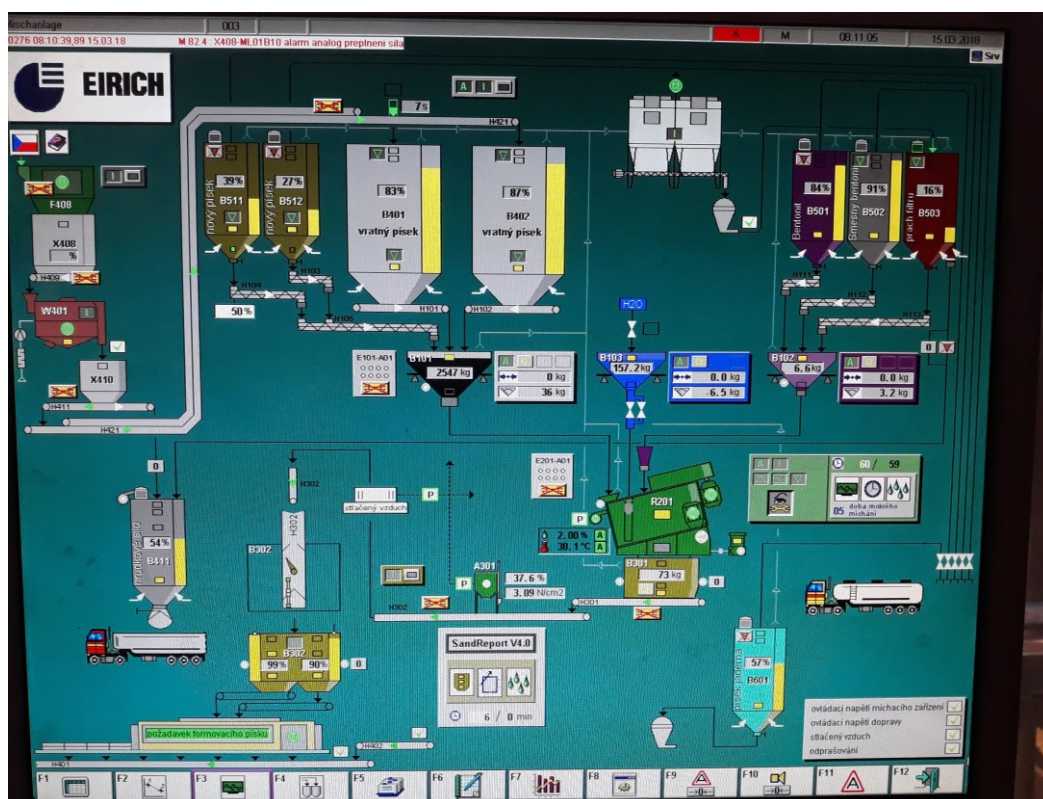 Mischanlage
003
A
M
08:11:05
15.03.2018
0276 08:10:39,89 15.03.18
M 82.4 : X408-ML01B10 alarm analog preplneni sila
Srv
EIRICH
A I
7s
H421
F408
I
X408
%
H409
W401
I
X410
H411
H421
nový písek
39%
B511
nový písek
27%
B512
83%
B401
vratný písek
87%
B402
vratný písek
I
Bentonit
84%
B501
Smesny bentonit
91%
B502
prach filtru
16%
B503
H104
H103
50%
H105
H101
H102
H2O
H111
H112
H113
0
E101-A01
B101
2547 kg
A
0 kg
36 kg
B103
157.2kg
A
0.0 kg
-6.5 kg
B102
6.6kg
A
0.0 kg
3.2 kg
0
H302
stlačený vzduch
P
E201-A01
R201
P
2.00 % A
30.1 °C A
A I
60 / 59
05 doba mokrého
míchání
54%
B411
H302
B302
A301
P
37.6 %
3.09 N/cm2
B301
73 kg
0
H302
H301
SandReport V4.0
6 / 0 min
B302
99%
90%
0
požadavek formovacího písku
H402
H401
57%
B601
ovládací napětí míchacího zařízení
ovládací napětí dopravy
stlačený vzduch
odprašování
F1
F2
F3
F4
F5
F6
F7
F8
F9
→0←
F10
→0←
F11
F12